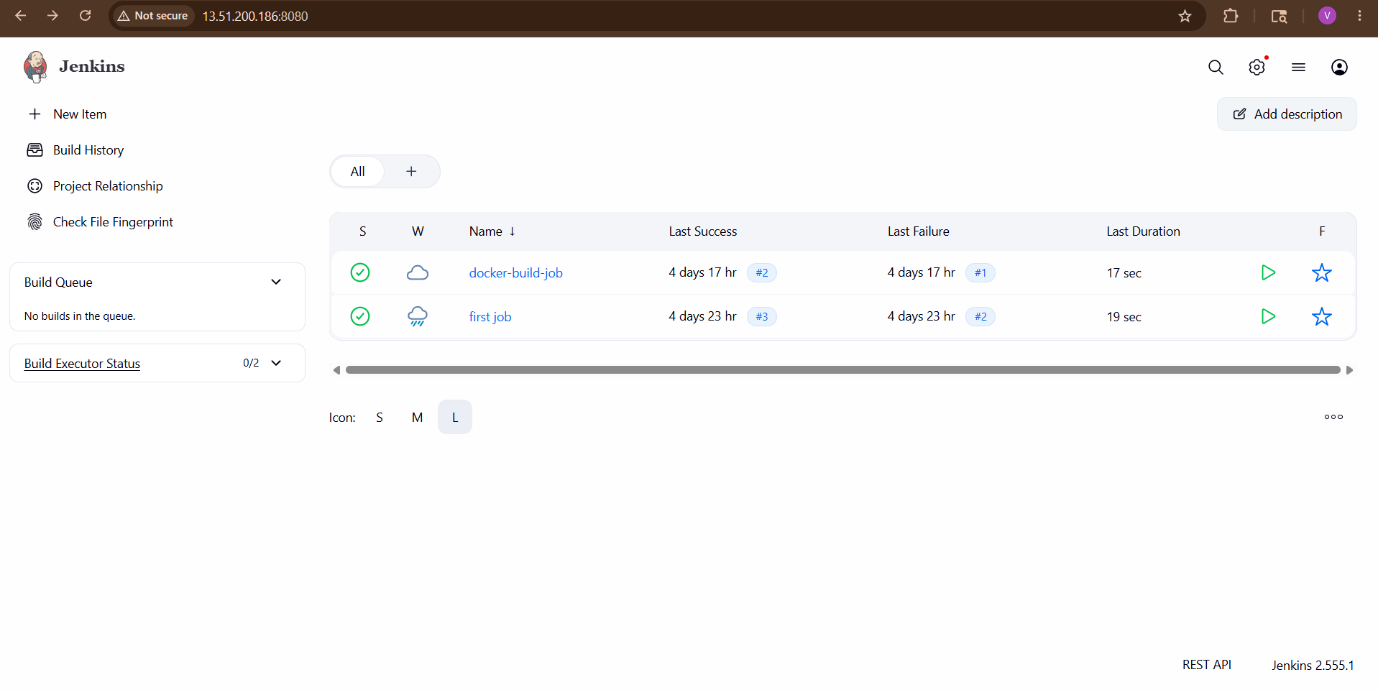 Not secure 13.51.200.186:8080 V
Jenkins
New Item
Add description
Build History
All +
Project Relationship
Check File Fingerprint
S W Name ↓ Last Success Last Failure Last Duration F
docker-build-job 4 days 17 hr #2 4 days 17 hr #1 17 sec
Build Queue
No builds in the queue.
first job 4 days 23 hr #3 4 days 23 hr #2 19 sec
Build Executor Status 0/2
Icon: S M L
REST API Jenkins 2.555.1